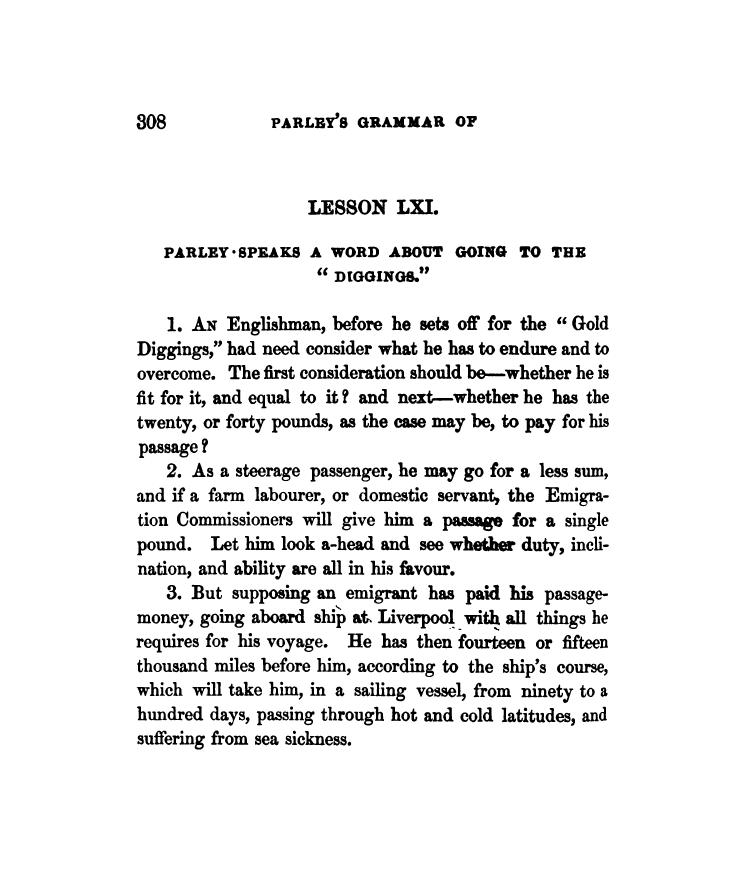 308 PARLEY'S GRAMMAR OF
LESSON LXI.
PARLEY·SPEAKS A WORD ABOUT GOING TO THE
“ DIGGINGS.”
1. AN Englishman, before he sets off for the “ Gold
Diggings,” had need consider what he has to endure and to
overcome. The first consideration should be—whether he is
fit for it, and equal to it? and next—whether he has the
twenty, or forty pounds, as the case may be, to pay for his
passage?
2. As a steerage passenger, he may go for a less sum,
and if a farm labourer, or domestic servant, the Emigra-
tion Commissioners will give him a passage for a single
pound. Let him look a-head and see whether duty, incli-
nation, and ability are all in his favour.
3. But supposing an emigrant has paid his passage-
money, going aboard ship at Liverpool with all things he
requires for his voyage. He has then fourteen or fifteen
thousand miles before him, according to the ship's course,
which will take him, in a sailing vessel, from ninety to a
hundred days, passing through hot and cold latitudes, and
suffering from sea sickness.